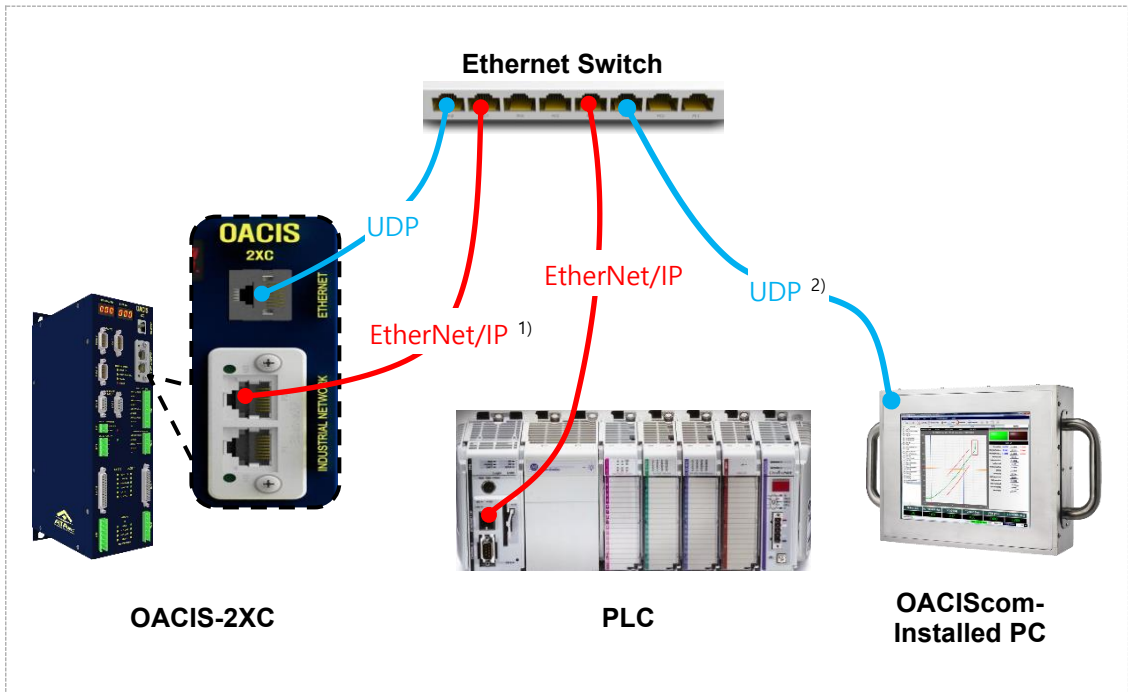 Ethernet Switch
UDP
EtherNet/IP
EtherNet/IP 1)
UDP 2)
OACIS
2XC
ETHERNET
INDUSTRIAL NETWORK
OACIS-2XC
PLC
OACIScom-
Installed PC